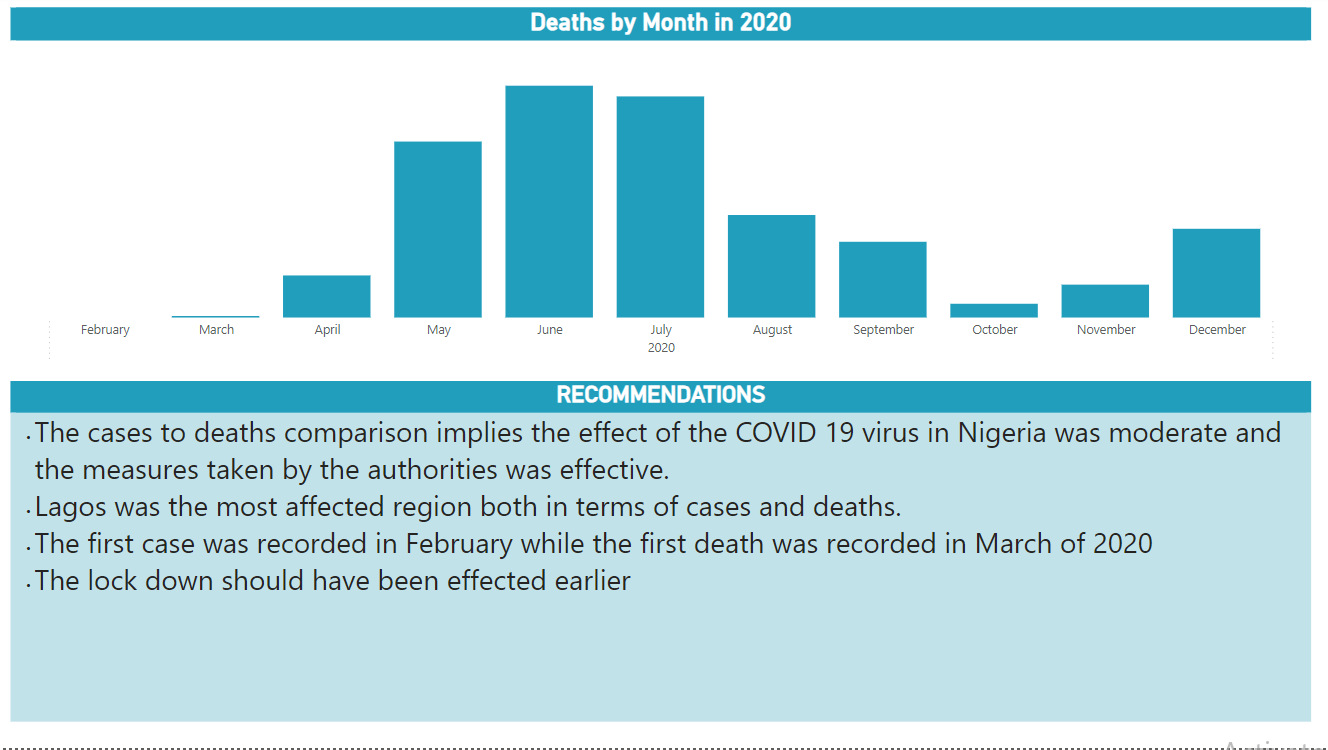 Deaths by Month in 2020
February March April May June July August September October November December
2020
RECOMMENDATIONS
. The cases to deaths comparison implies the effect of the COVID 19 virus in Nigeria was moderate and
the measures taken by the authorities was effective.
. Lagos was the most affected region both in terms of cases and deaths.
. The first case was recorded in February while the first death was recorded in March of 2020
. The lock down should have been effected earlier